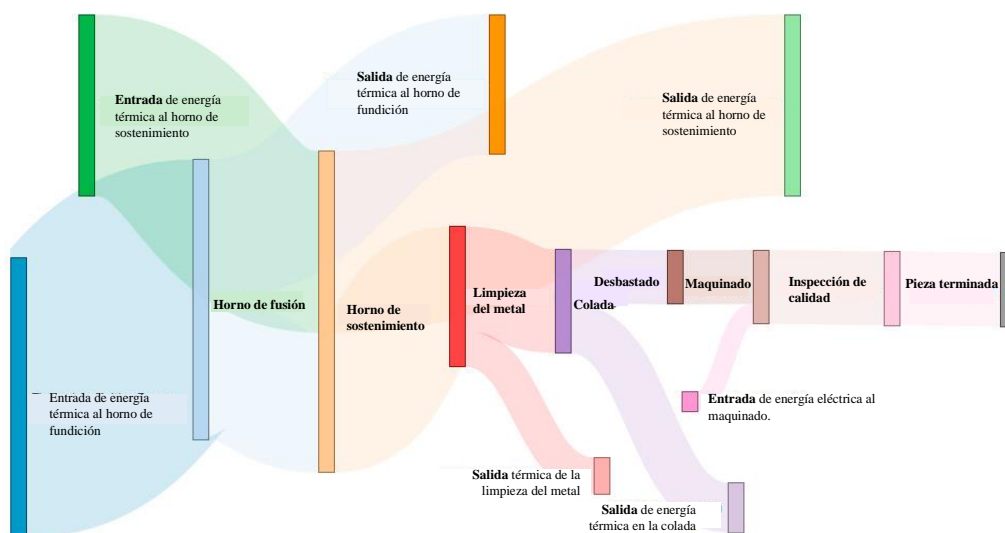 Entrada de energía
térmica al horno de
sostenimiento
Salida de energía
térmica al horno de
fundición
Salida de energía
térmica al horno de
sostenimiento
Horno de fusión
Horno de
sostenimiento
Limpieza
del metal
Colada
Desbastado
Maquinado
Inspección de
calidad
Pieza terminada
Entrada de energía
térmica al horno de
fundición
Entrada de energía eléctrica al
maquinado.
Salida térmica de la
limpieza del metal
Salida de energía
térmica en la colada